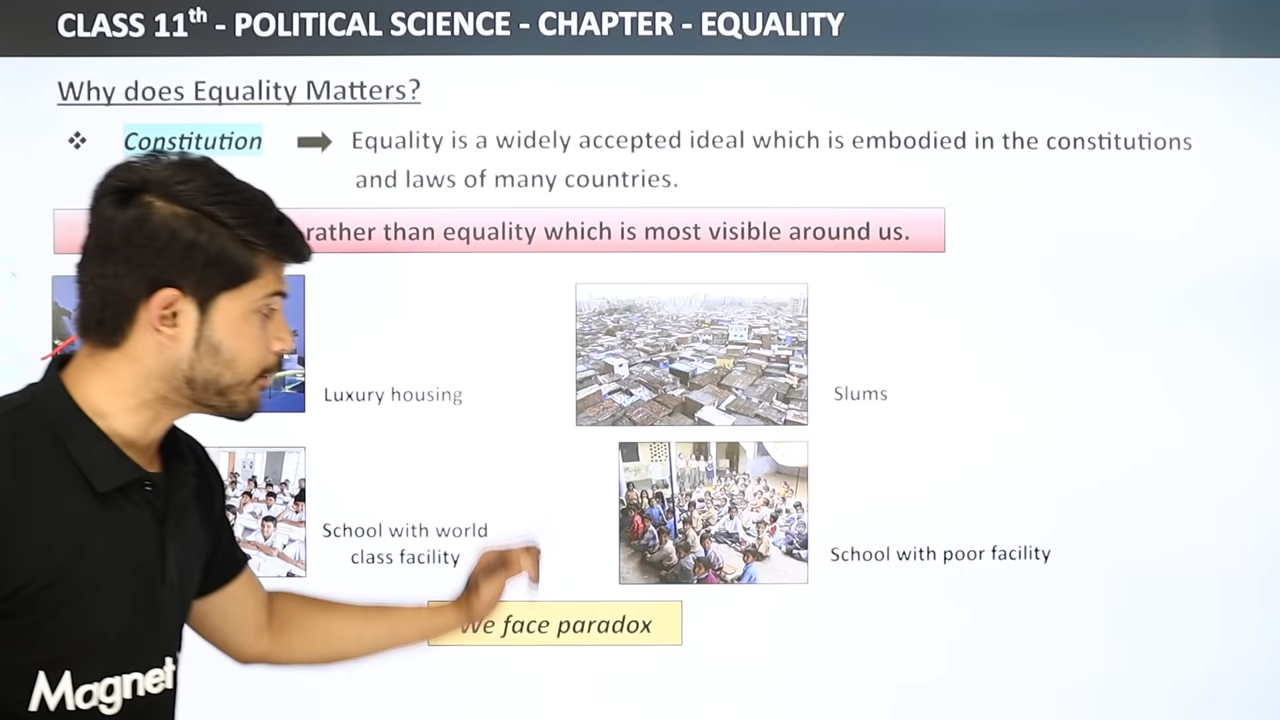 CLASS 11th - POLITICAL SCIENCE - CHAPTER - EQUALITY
Why does Equality Matters?
Constitution Equality is a widely accepted ideal which is embodied in the constitutions
and laws of many countries.
rather than equality which is most visible around us.
Luxury housing
Slums
School with world
class facility
School with poor facility
We face paradox
Magnet